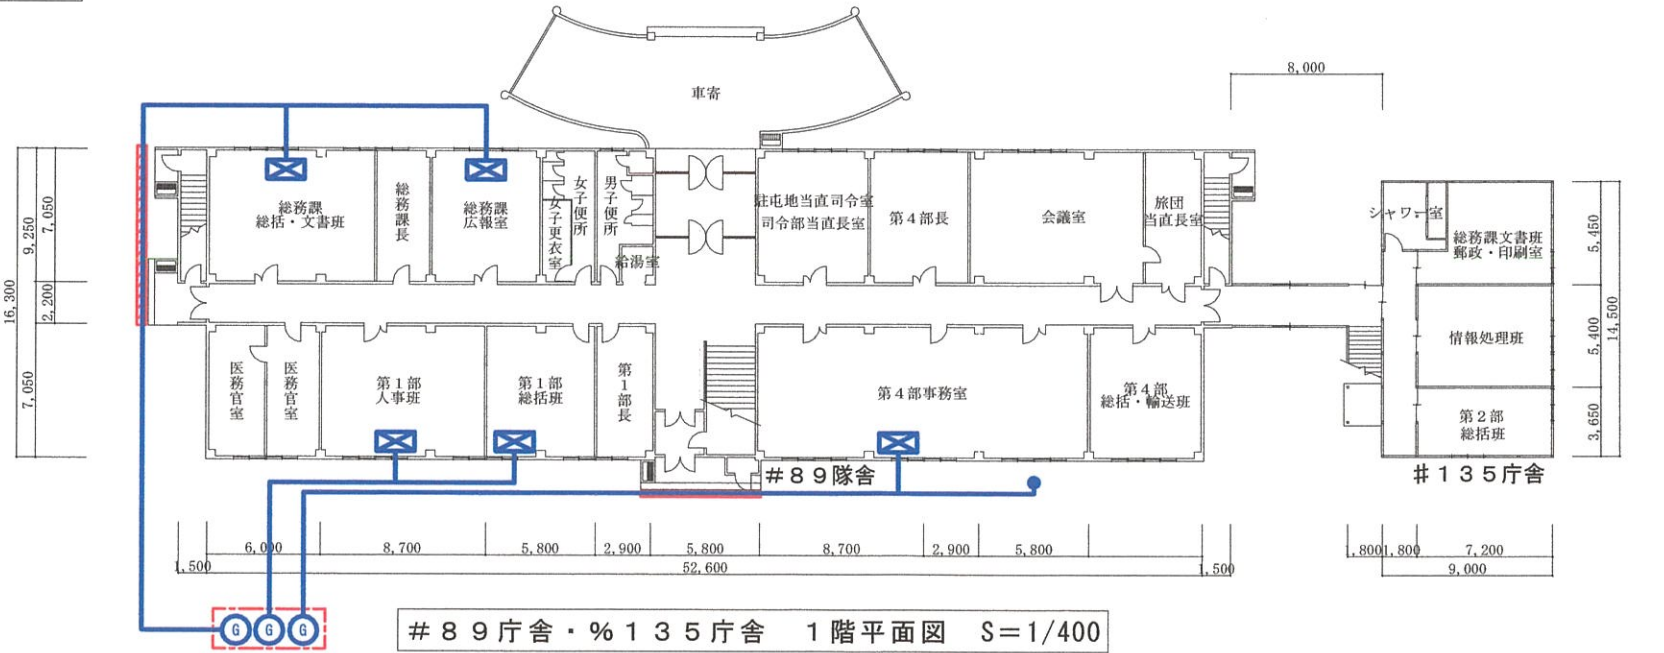 8,000
車寄
16,300
9,250
7,050
2,200
7,050
総務課
総括・文書班
総務課長
総務課
広報室
女子更衣室
女子便所
男子便所
給湯室
駐屯地当直司令室
司令部当直長室
第４部長
会議室
旅団
当直長室
シャワー室
総務課文書班
郵政・印刷室
5,450
情報処理班
5,400
14,500
第２部
総括班
3,650
医務官室
医務官室
第１部
人事班
第１部
総括班
第１部長
第４部事務室
第４部
総括・輸送班
＃８９隊舎
＃１３５庁舎
6,000
8,700
5,800
2,900
5,800
8,700
2,900
5,800
1,500
52,600
1,500
1,800
1,800
7,200
9,000
G
G
G
＃８９庁舎・％１３５庁舎　１階平面図　S＝1/400